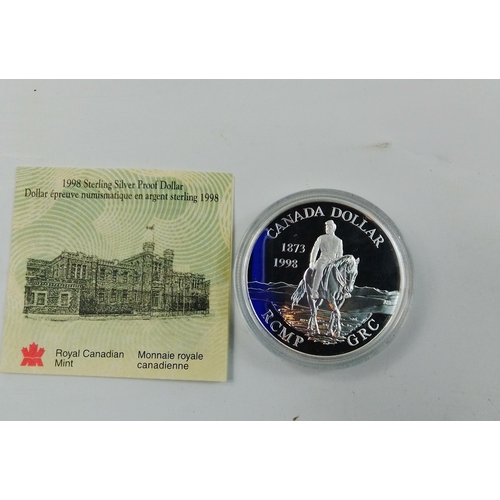 1998 Sterling Silver Proof Dollar
Dollar épreuve numismatique en argent sterling 1998
Royal Canadian
Mint
Monnaie royale
canadienne
CANADA DOLLAR
1873
1998
RCMP GRC